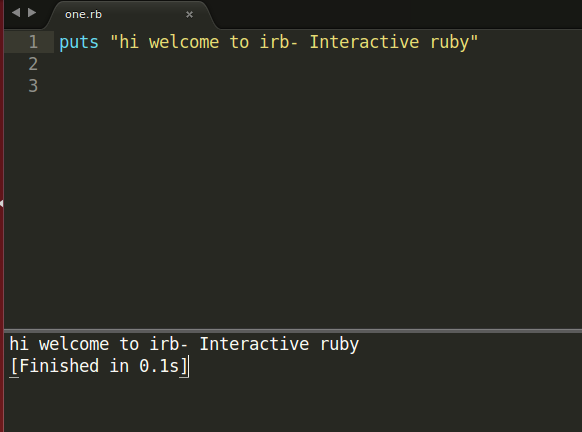 one.rb
1 puts "hi welcome to irb- Interactive ruby"
2
3
hi welcome to irb- Interactive ruby
[Finished in 0.1s]